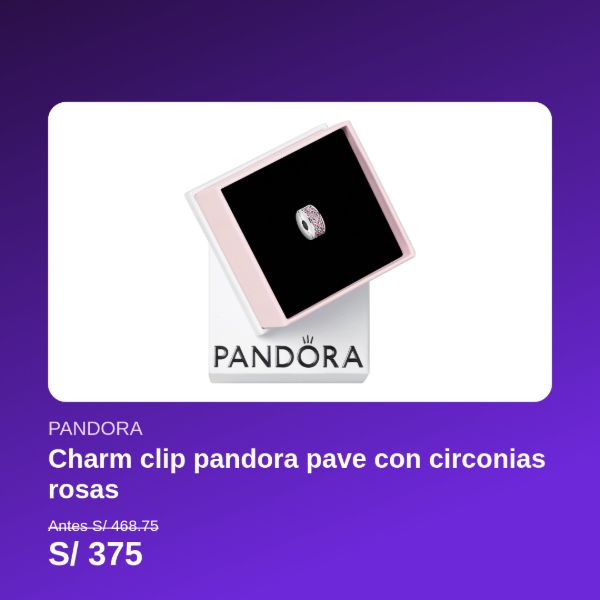 PANDORA
PANDORA
Charm clip pandora pave con circonias
rosas
Antes S/ 468.75
S/ 375